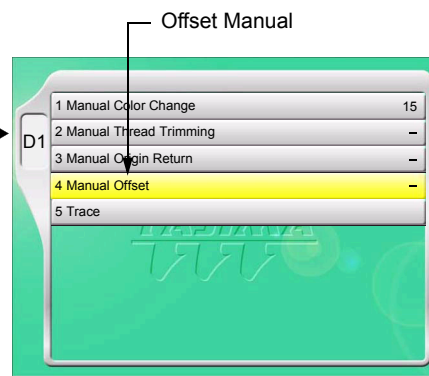 Offset Manual
D1
1 Manual Color Change 15
2 Manual Thread Trimming –
3 Manual Origin Return –
4 Manual Offset –
5 Trace
TAJIMA